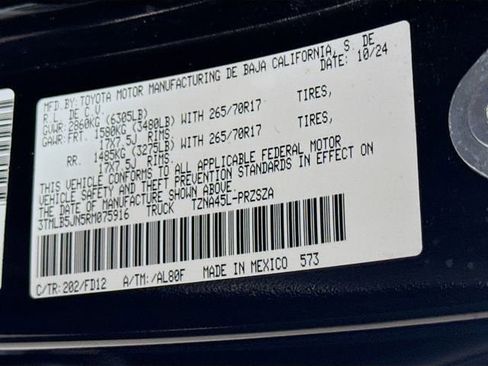 MFD.BY:TOYOTA MOTOR MANUFACTURING DE BAJA CALIFORNIA, S. DE
R.L. DE C.V. DATE: 10/24
GVWR:2860KG (6305LB)
GAWR:FRT. 1580KG (3480LB) WITH 265/70R17 TIRES,
17X7.5J RIMS.
RR. 1485KG (3275LB) WITH 265/70R17 TIRES,
17X7.5J RIMS.
THIS VEHICLE CONFORMS TO ALL APPLICABLE FEDERAL MOTOR
VEHICLE SAFETY AND THEFT PREVENTION STANDARDS IN EFFECT ON
THE DATE OF MANUFACTURE SHOWN ABOVE.
3TMLB5JN5RM075916 TRUCK TZNA45L-PRZSZA
C/TR:202/FD12 A/TM:/AL80F MADE IN MEXICO 573